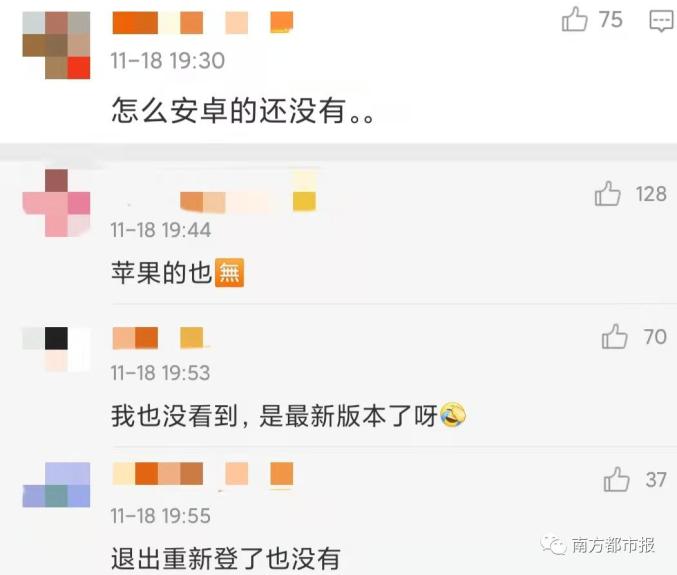 75
11-18 19:30
怎么安卓的还没有。。
128
11-18 19:44
苹果的也🈚
70
11-18 19:53
我也没看到,是最新版本了呀🤣
37
11-18 19:55
退出重新登了也没有
南方都市报